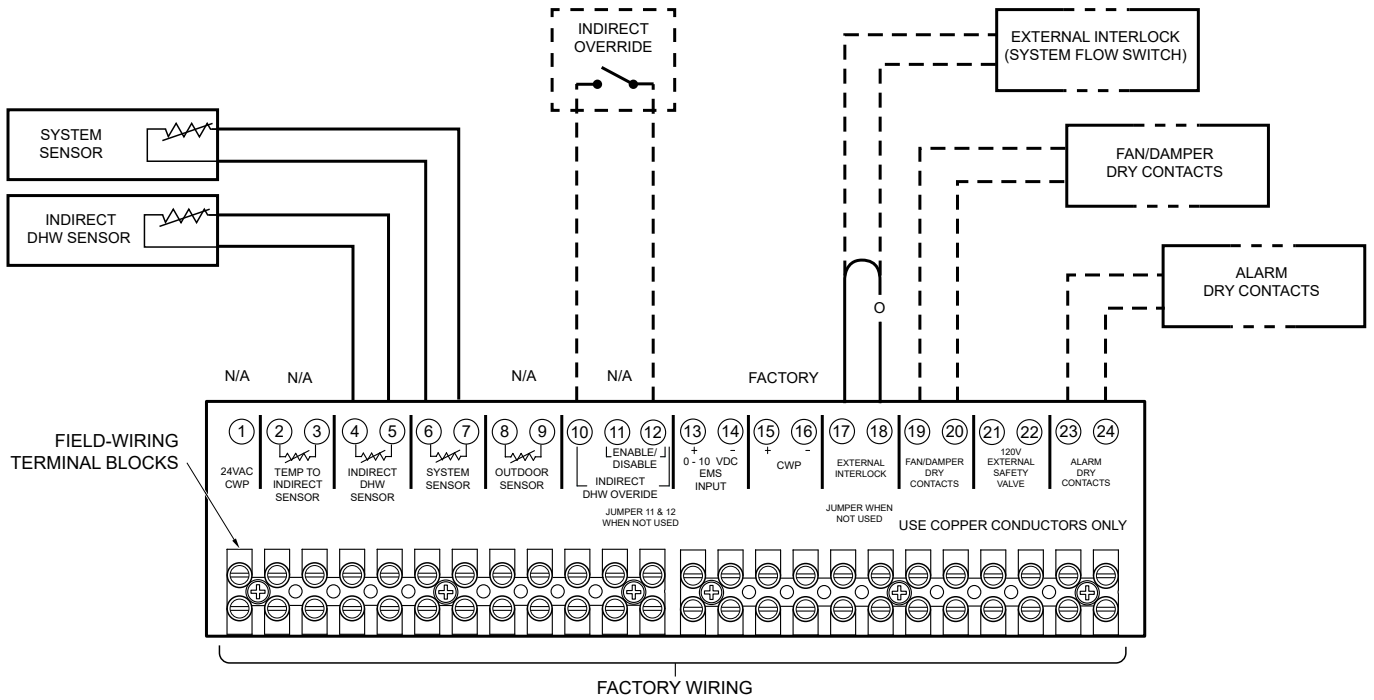 INDIRECT
OVERRIDE
EXTERNAL INTERLOCK
(SYSTEM FLOW SWITCH)
SYSTEM
SENSOR
FAN/DAMPER
DRY CONTACTS
INDIRECT
DHW SENSOR
ALARM
DRY CONTACTS
O
N/A
N/A
N/A
N/A
FACTORY
FIELD-WIRING
TERMINAL BLOCKS
1 2 3 4 5 6 7 8 9 10 11 12 13 14 15 16 17 18 19 20 21 22 23 24
24VAC
CWP
TEMP TO
INDIRECT
SENSOR
INDIRECT
DHW
SENSOR
SYSTEM
SENSOR
OUTDOOR
SENSOR
ENABLE/
DISABLE
INDIRECT
DHW OVERIDE
JUMPER 11 & 12
WHEN NOT USED
+ -
0 - 10 VDC
EMS
INPUT
+ -
CWP
EXTERNAL
INTERLOCK
JUMPER WHEN
NOT USED
FAN/DAMPER
DRY
CONTACTS
120V
EXTERNAL
SAFETY
VALVE
ALARM
DRY
CONTACTS
USE COPPER CONDUCTORS ONLY
FACTORY WIRING